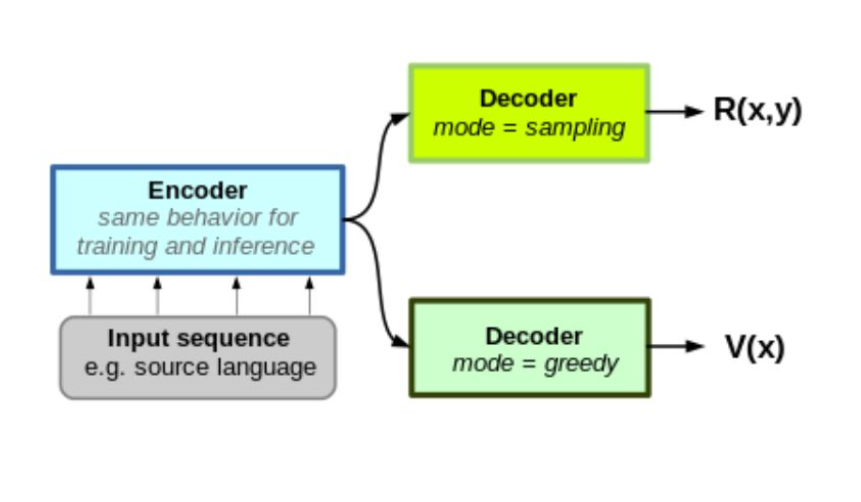 Decoder
mode = sampling
R(x,y)
Encoder
same behavior for
training and inference
Input sequence
e.g. source language
Decoder
mode = greedy
V(x)